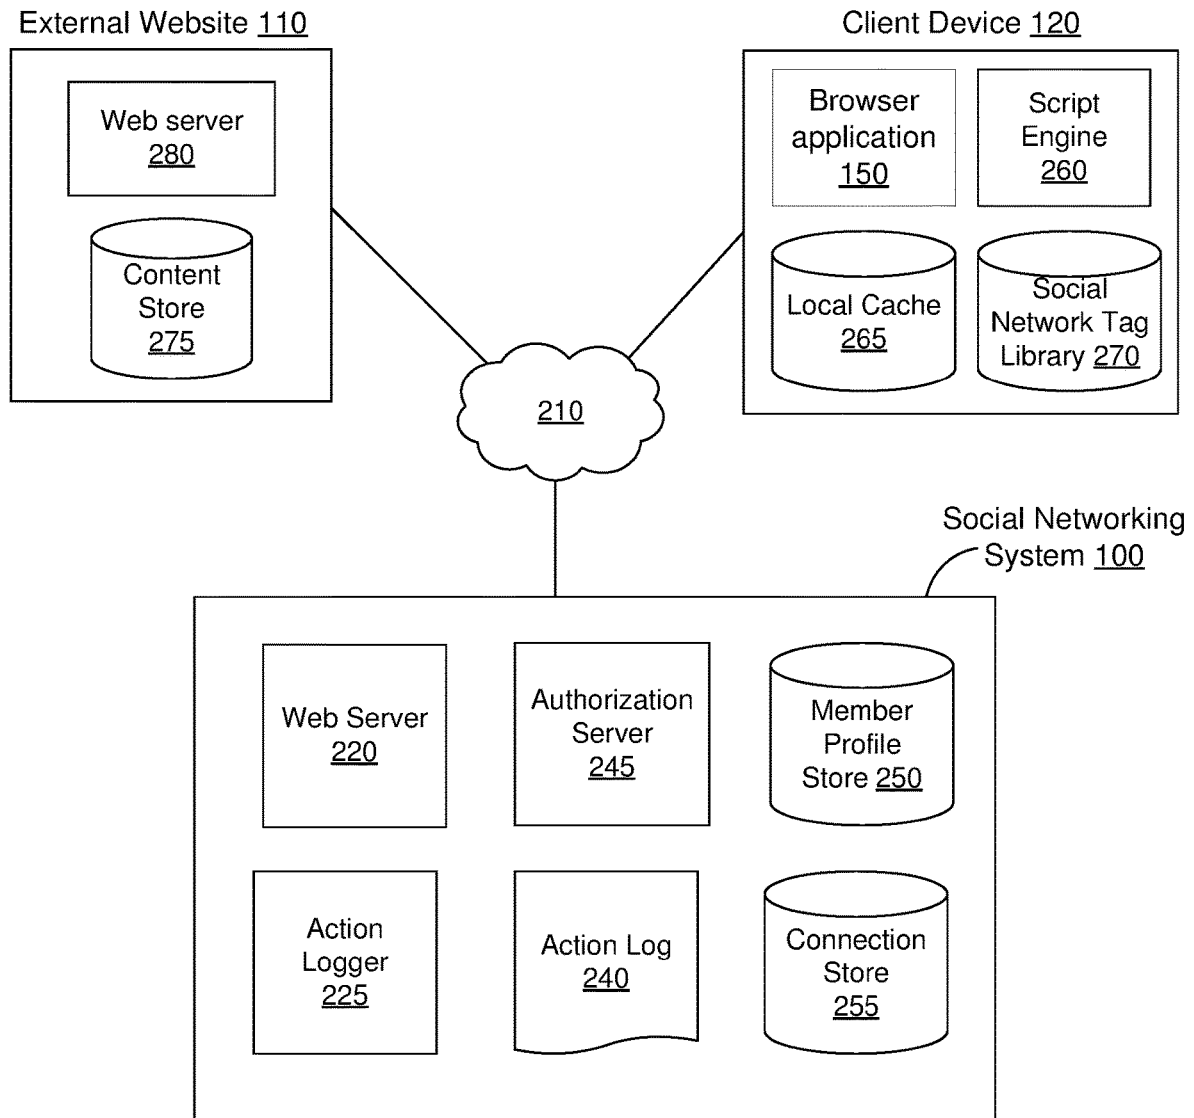 External Website 110
Web server
280
Content
Store
275
Client Device 120
Browser
application
150
Script
Engine
260
Local Cache
265
Social
Network Tag
Library 270
210
Social Networking
System 100
Web Server
220
Authorization
Server
245
Member
Profile
Store 250
Action
Logger
225
Action Log
240
Connection
Store
255